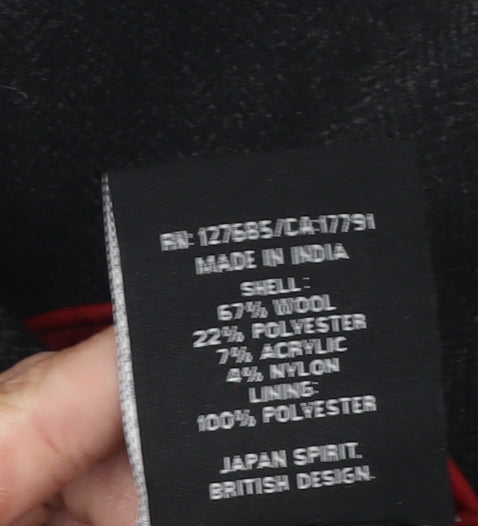 RN: 127685/CA:17791
MADE IN INDIA
SHELL:
67% WOOL
22% POLYESTER
7% ACRYLIC
4% NYLON
LINING:
100% POLYESTER
JAPAN SPIRIT.
BRITISH DESIGN.